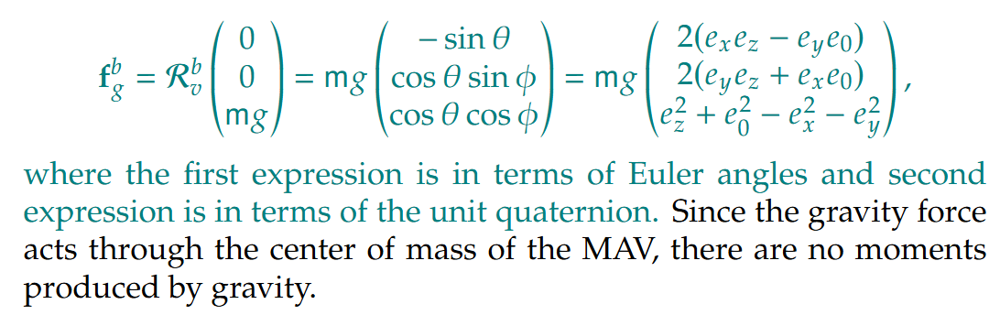 $\mathbf{f}_g^b = \mathcal{R}_v^b \begin{pmatrix} 0 \\ 0 \\ \mathsf{m}g \end{pmatrix} = \mathsf{m}g \begin{pmatrix} -\sin\theta \\ \cos\theta \sin\phi \\ \cos\theta \cos\phi \end{pmatrix} = \mathsf{m}g \begin{pmatrix} 2(e_x e_z - e_y e_0) \\ 2(e_y e_z + e_x e_0) \\ e_z^2 + e_0^2 - e_x^2 - e_y^2 \end{pmatrix},$
where the first expression is in terms of Euler angles and second
expression is in terms of the unit quaternion. Since the gravity force
acts through the center of mass of the MAV, there are no moments
produced by gravity.